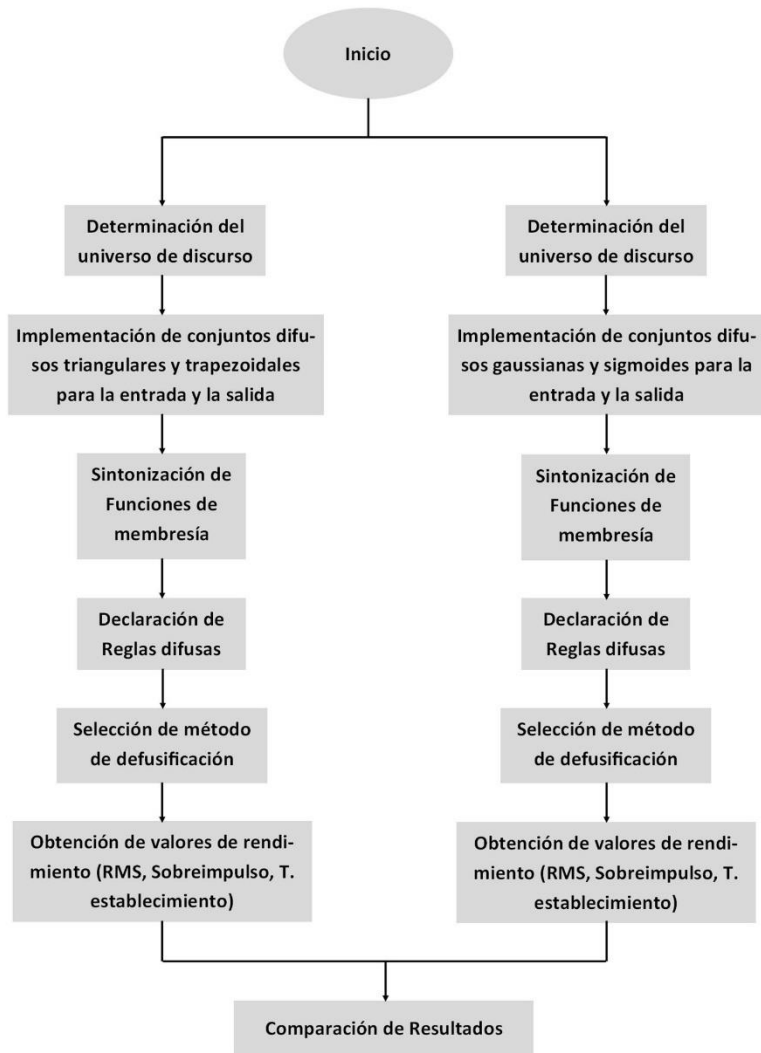 Inicio
Determinación del
universo de discurso
Implementación de conjuntos difu-
sos triangulares y trapezoidales
para la entrada y la salida
Sintonización de
Funciones de
membresía
Declaración de
Reglas difusas
Selección de método
de defusificación
Obtención de valores de rendi-
miento (RMS, Sobreimpulso, T.
establecimiento)
Determinación del
universo de discurso
Implementación de conjuntos difu-
sos gaussianas y sigmoides para la
entrada y la salida
Sintonización de
Funciones de
membresía
Declaración de
Reglas difusas
Selección de método
de defusificación
Obtención de valores de rendi-
miento (RMS, Sobreimpulso, T.
establecimiento)
Comparación de Resultados